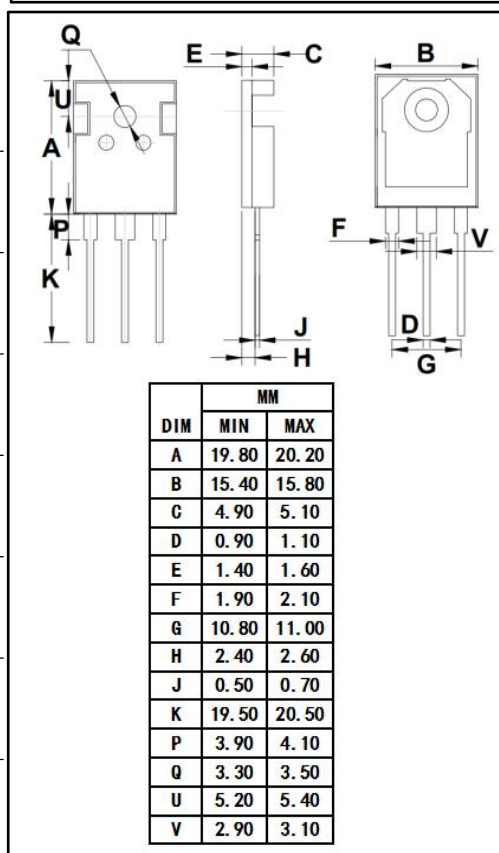 Q
E
C
B
U
A
P
K
F
V
J
D
H
G
MM
DIM MIN MAX
A 19.80 20.20
B 15.40 15.80
C 4.90 5.10
D 0.90 1.10
E 1.40 1.60
F 1.90 2.10
G 10.80 11.00
H 2.40 2.60
J 0.50 0.70
K 19.50 20.50
P 3.90 4.10
Q 3.30 3.50
U 5.20 5.40
V 2.90 3.10